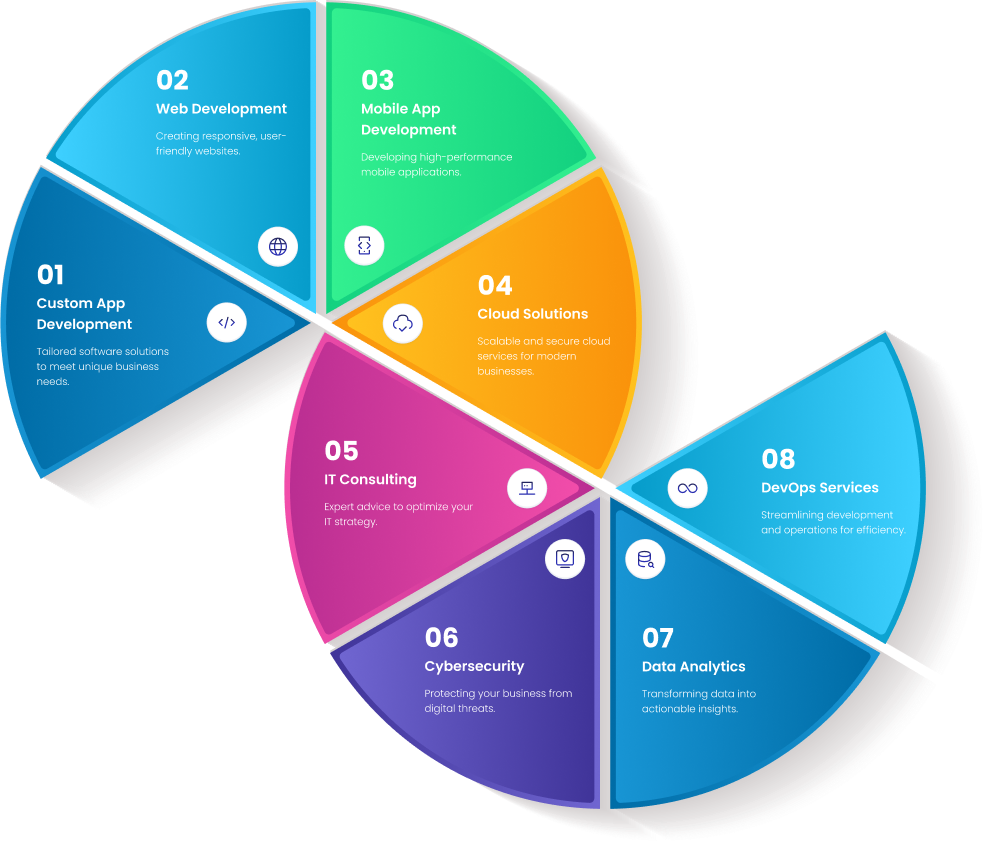 01
Custom App
Development
Tailored software solutions
to meet unique business
needs.
02
Web Development
Creating responsive, user-
friendly websites.
03
Mobile App
Development
Developing high-performance
mobile applications.
04
Cloud Solutions
Scalable and secure cloud
services for modern
businesses.
05
IT Consulting
Expert advice to optimize your
IT strategy.
06
Cybersecurity
Protecting your business from
digital threats.
07
Data Analytics
Transforming data into
actionable insights.
08
DevOps Services
Streamlining development
and operations for efficiency.